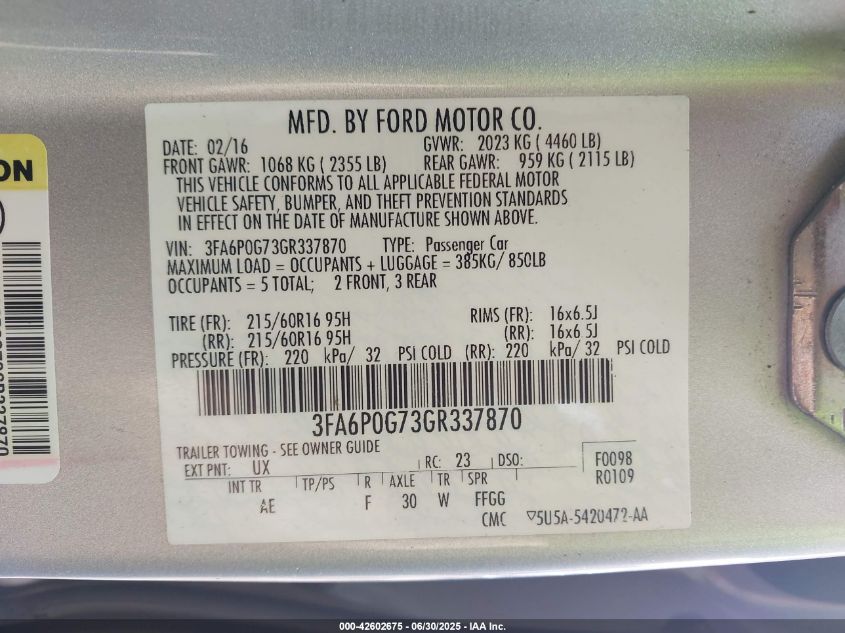 MFD. BY FORD MOTOR CO.
DATE: 02/16 GVWR: 2023 KG ( 4460 LB)
FRONT GAWR: 1068 KG ( 2355 LB) REAR GAWR: 959 KG ( 2115 LB)
THIS VEHICLE CONFORMS TO ALL APPLICABLE FEDERAL MOTOR
VEHICLE SAFETY, BUMPER, AND THEFT PREVENTION STANDARDS
IN EFFECT ON THE DATE OF MANUFACTURE SHOWN ABOVE.
VIN: 3FA6P0G73GR337870 TYPE: Passenger Car
MAXIMUM LOAD = OCCUPANTS + LUGGAGE = 385KG/ 850LB
OCCUPANTS = 5 TOTAL; 2 FRONT, 3 REAR
TIRE (FR): 215/60R16 95H RIMS (FR): 16x6.5J
(RR): 215/60R16 95H (RR): 16x6.5J
PRESSURE (FR): 220 kPa/ 32 PSI COLD (RR): 220 kPa/ 32 PSI COLD
3FA6P0G73GR337870
TRAILER TOWING - SEE OWNER GUIDE
EXT PNT: UX RC: 23 DSO: F0098
R0109
INT TR TP/PS R AXLE TR SPR
AE F 30 W FFGG
CMC ▽5U5A-5420472-AA
ON
000-42602675 / 06/30/2025 - IAA Inc.